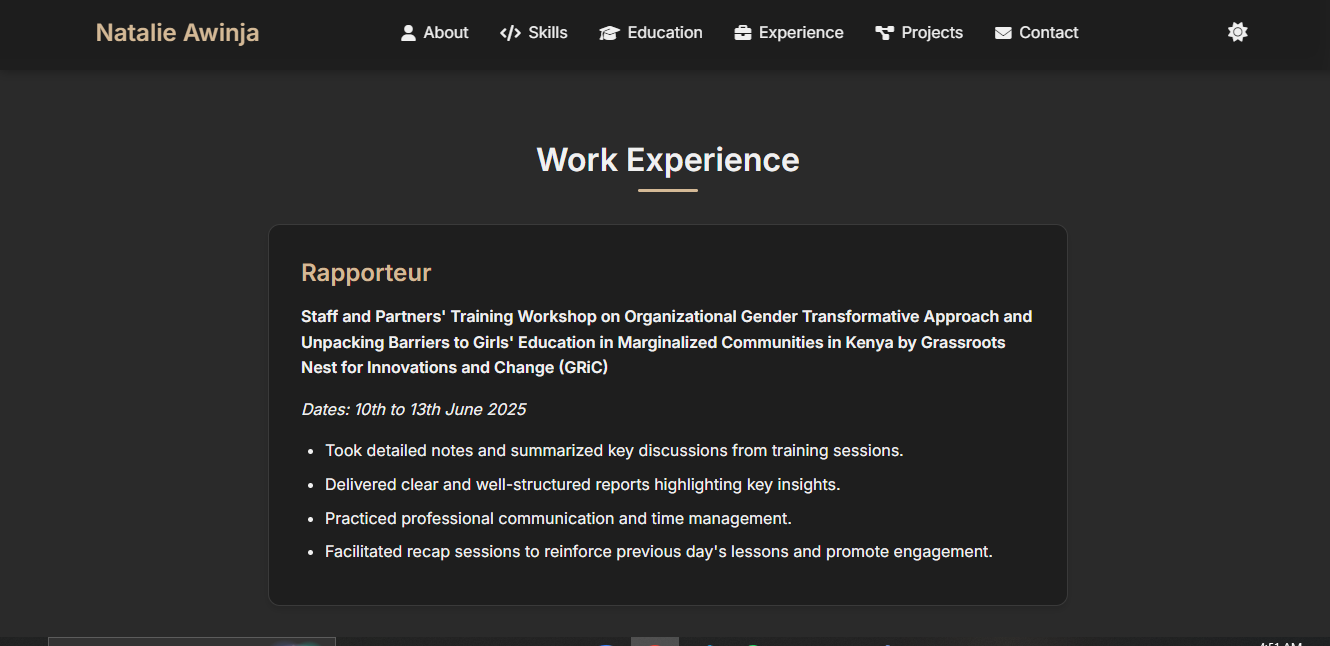 Natalie Awinja
About
Skills
Education
Experience
Projects
Contact
Work Experience
Rapporteur
Staff and Partners' Training Workshop on Organizational Gender Transformative Approach and
Unpacking Barriers to Girls' Education in Marginalized Communities in Kenya by Grassroots
Nest for Innovations and Change (GRiC)
Dates: 10th to 13th June 2025
• Took detailed notes and summarized key discussions from training sessions.
• Delivered clear and well-structured reports highlighting key insights.
• Practiced professional communication and time management.
• Facilitated recap sessions to reinforce previous day's lessons and promote engagement.